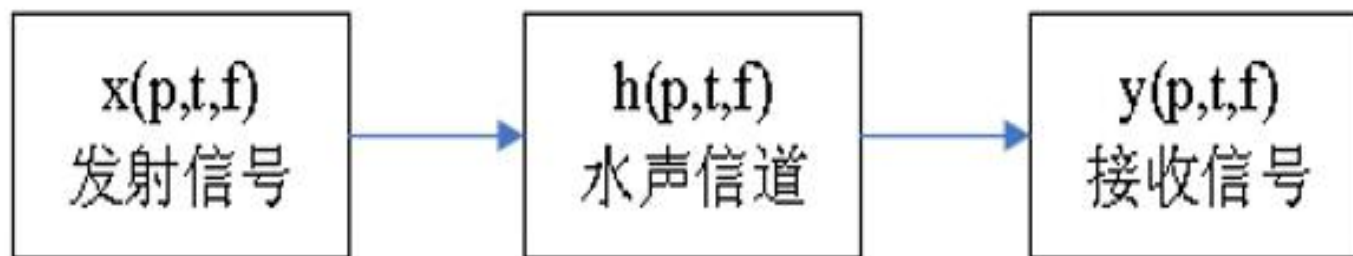 x(p,t,f)
发射信号
h(p,t,f)
水声信道
y(p,t,f)
接收信号